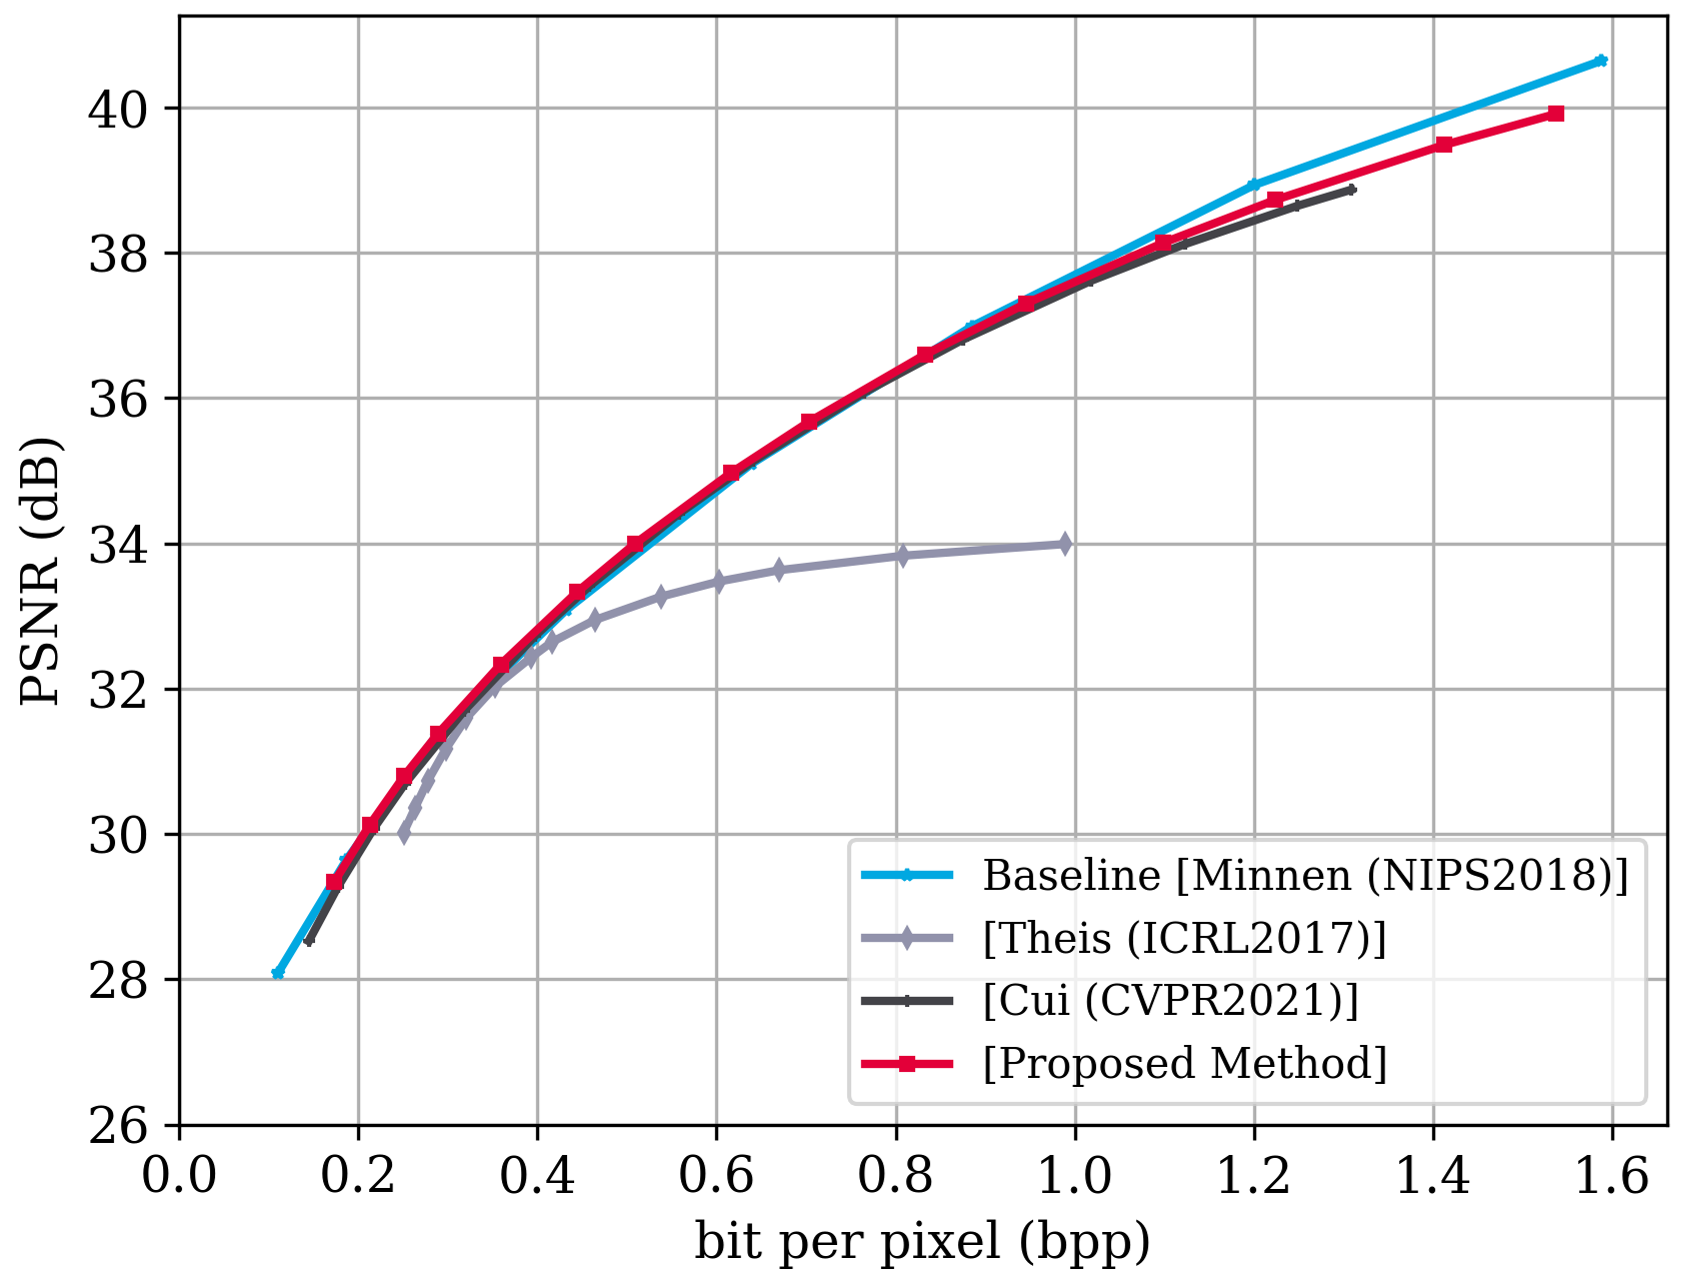 40
38
36
34
32
30
28
26
PSNR (dB)
Baseline [Minnen (NIPS2018)]
[Theis (ICRL2017)]
[Cui (CVPR2021)]
[Proposed Method]
0.0 0.2 0.4 0.6 0.8 1.0 1.2 1.4 1.6
bit per pixel (bpp)